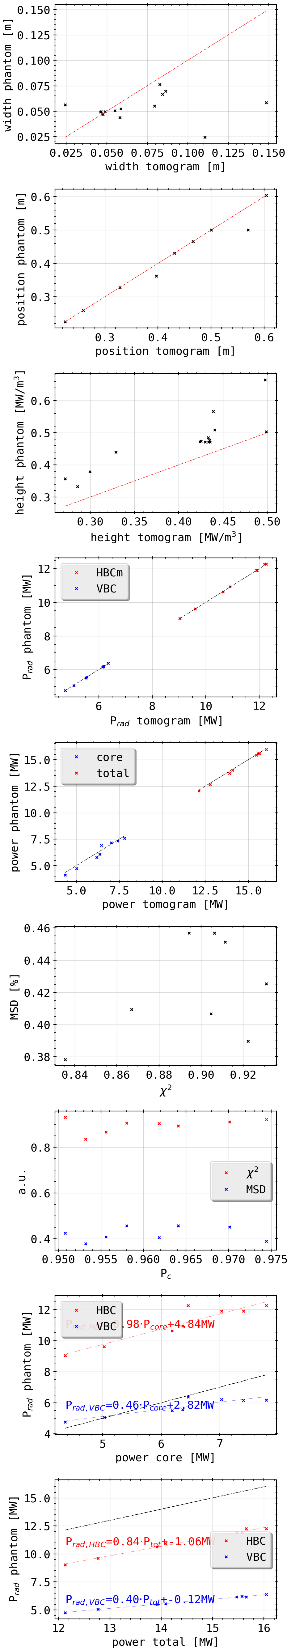 0.150
0.125
0.100
0.075
0.050
0.025
width phantom [m]
0.025 0.050 0.075 0.100 0.125 0.150
width tomogram [m]
0.6
0.5
0.4
0.3
position phantom [m]
0.3 0.4 0.5 0.6
position tomogram [m]
0.6
0.5
0.4
0.3
height phantom [MW/m³]
0.30 0.35 0.40 0.45 0.50
height tomogram [MW/m³]
HBCm
VBC
12
10
8
6
P_rad phantom [MW]
6 8 10 12
P_rad tomogram [MW]
core
total
15.0
12.5
10.0
7.5
5.0
power phantom [MW]
5.0 7.5 10.0 12.5 15.0
power tomogram [MW]
0.46
0.44
0.42
0.40
0.38
MSD [%]
0.84 0.86 0.88 0.90 0.92
χ²
0.8
0.6
0.4
a.u.
χ²
MSD
0.950 0.955 0.960 0.965 0.970 0.975
P_c
HBC
VBC
12
10
8
6
4
P_rad phantom [MW]
.98·P_core+4.84MW
P_rad,VBC=0.46·P_core+2.82MW
5 6 7
power core [MW]
15.0
12.5
10.0
7.5
5.0
P_rad phantom [MW]
HBC
VBC
P_rad,HBC=0.84·P_tot+-1.06MW
P_rad,VBC=0.40·P_tot+-0.12MW
12 13 14 15 16
power total [MW]